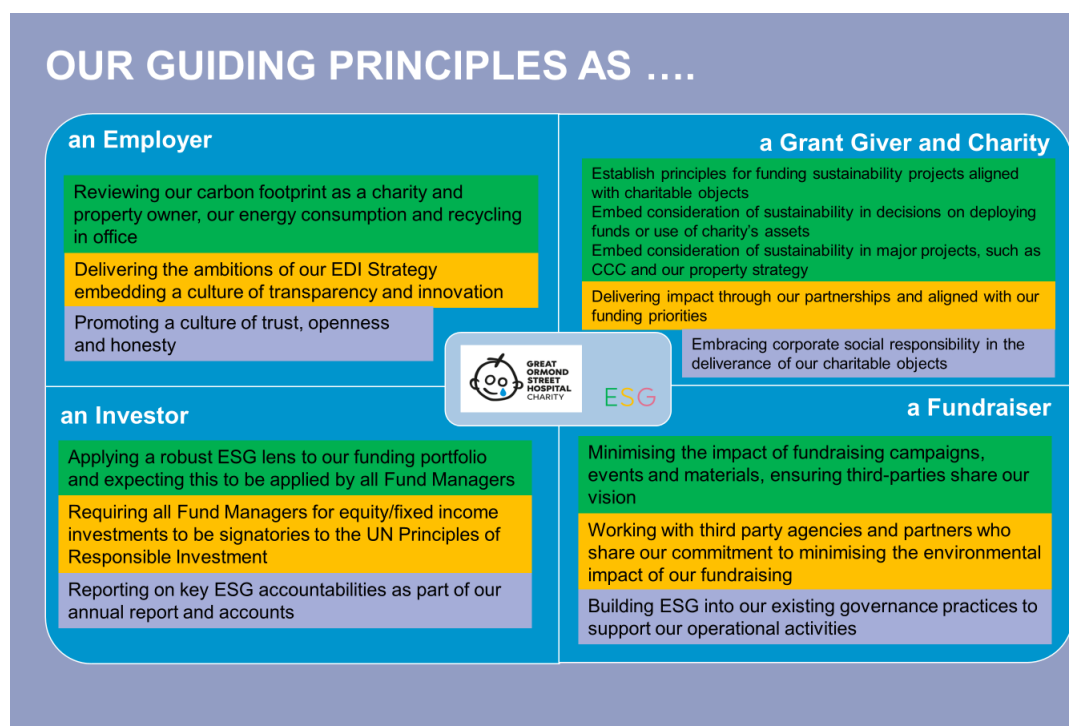 OUR GUIDING PRINCIPLES AS ….
an Employer
Reviewing our carbon footprint as a charity and
property owner, our energy consumption and recycling
in office
Delivering the ambitions of our EDI Strategy
embedding a culture of transparency and innovation
Promoting a culture of trust, openness
and honesty
a Grant Giver and Charity
Establish principles for funding sustainability projects aligned
with charitable objects
Embed consideration of sustainability in decisions on deploying
funds or use of charity's assets
Embed consideration of sustainability in major projects, such as
CCC and our property strategy
Delivering impact through our partnerships and aligned with our
funding priorities
Embracing corporate social responsibility in the
deliverance of our charitable objects
GREAT
ORMOND
STREET
HOSPITAL
CHARITY
ESG
an Investor
Applying a robust ESG lens to our funding portfolio
and expecting this to be applied by all Fund Managers
Requiring all Fund Managers for equity/fixed income
investments to be signatories to the UN Principles of
Responsible Investment
Reporting on key ESG accountabilities as part of our
annual report and accounts
a Fundraiser
Minimising the impact of fundraising campaigns,
events and materials, ensuring third-parties share our
vision
Working with third party agencies and partners who
share our commitment to minimising the environmental
impact of our fundraising
Building ESG into our existing governance practices to
support our operational activities